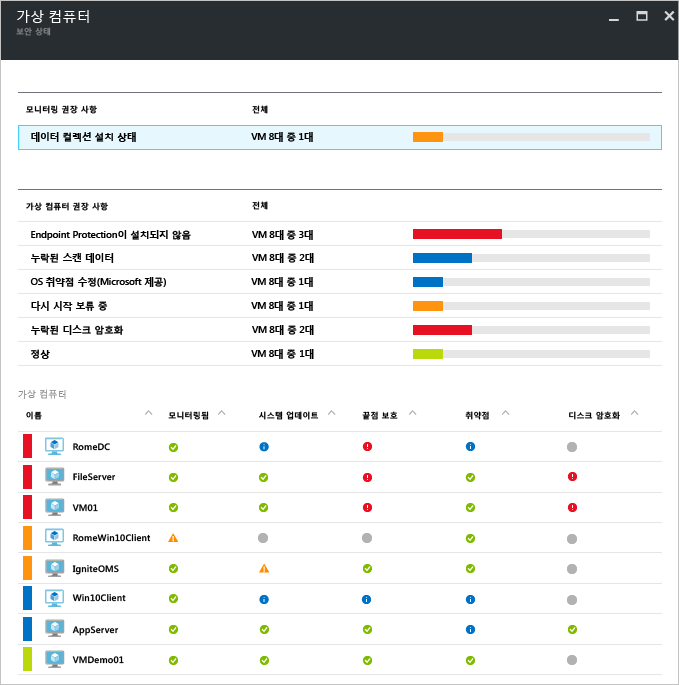 가상 컴퓨터
보안 상태
모니터링 권장 사항 전체
데이터 컬렉션 설치 상태 VM 8대 중 1대
가상 컴퓨터 권장 사항 전체
Endpoint Protection이 설치되지 않음 VM 8대 중 3대
누락된 스캔 데이터 VM 8대 중 2대
OS 취약점 수정(Microsoft 제공) VM 8대 중 1대
다시 시작 보류 중 VM 8대 중 1대
누락된 디스크 암호화 VM 8대 중 2대
정상 VM 8대 중 1대
가상 컴퓨터
이름 모니터링됨 시스템 업데이트 끝점 보호 취약점 디스크 암호화
RomeDC
FileServer
VM01
RomeWin10Client
IgniteOMS
Win10Client
AppServer
VMDemo01